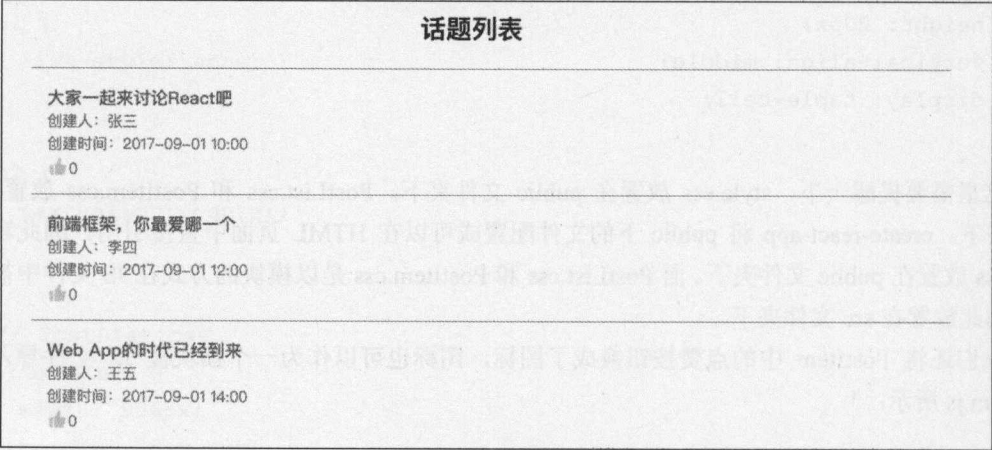 话题列表
大家一起来讨论React吧
创建人：张三
创建时间：2017-09-01 10:00
0
前端框架，你最爱哪一个
创建人：李四
创建时间：2017-09-01 12:00
0
Web App的时代已经到来
创建人：王五
创建时间：2017-09-01 14:00
0